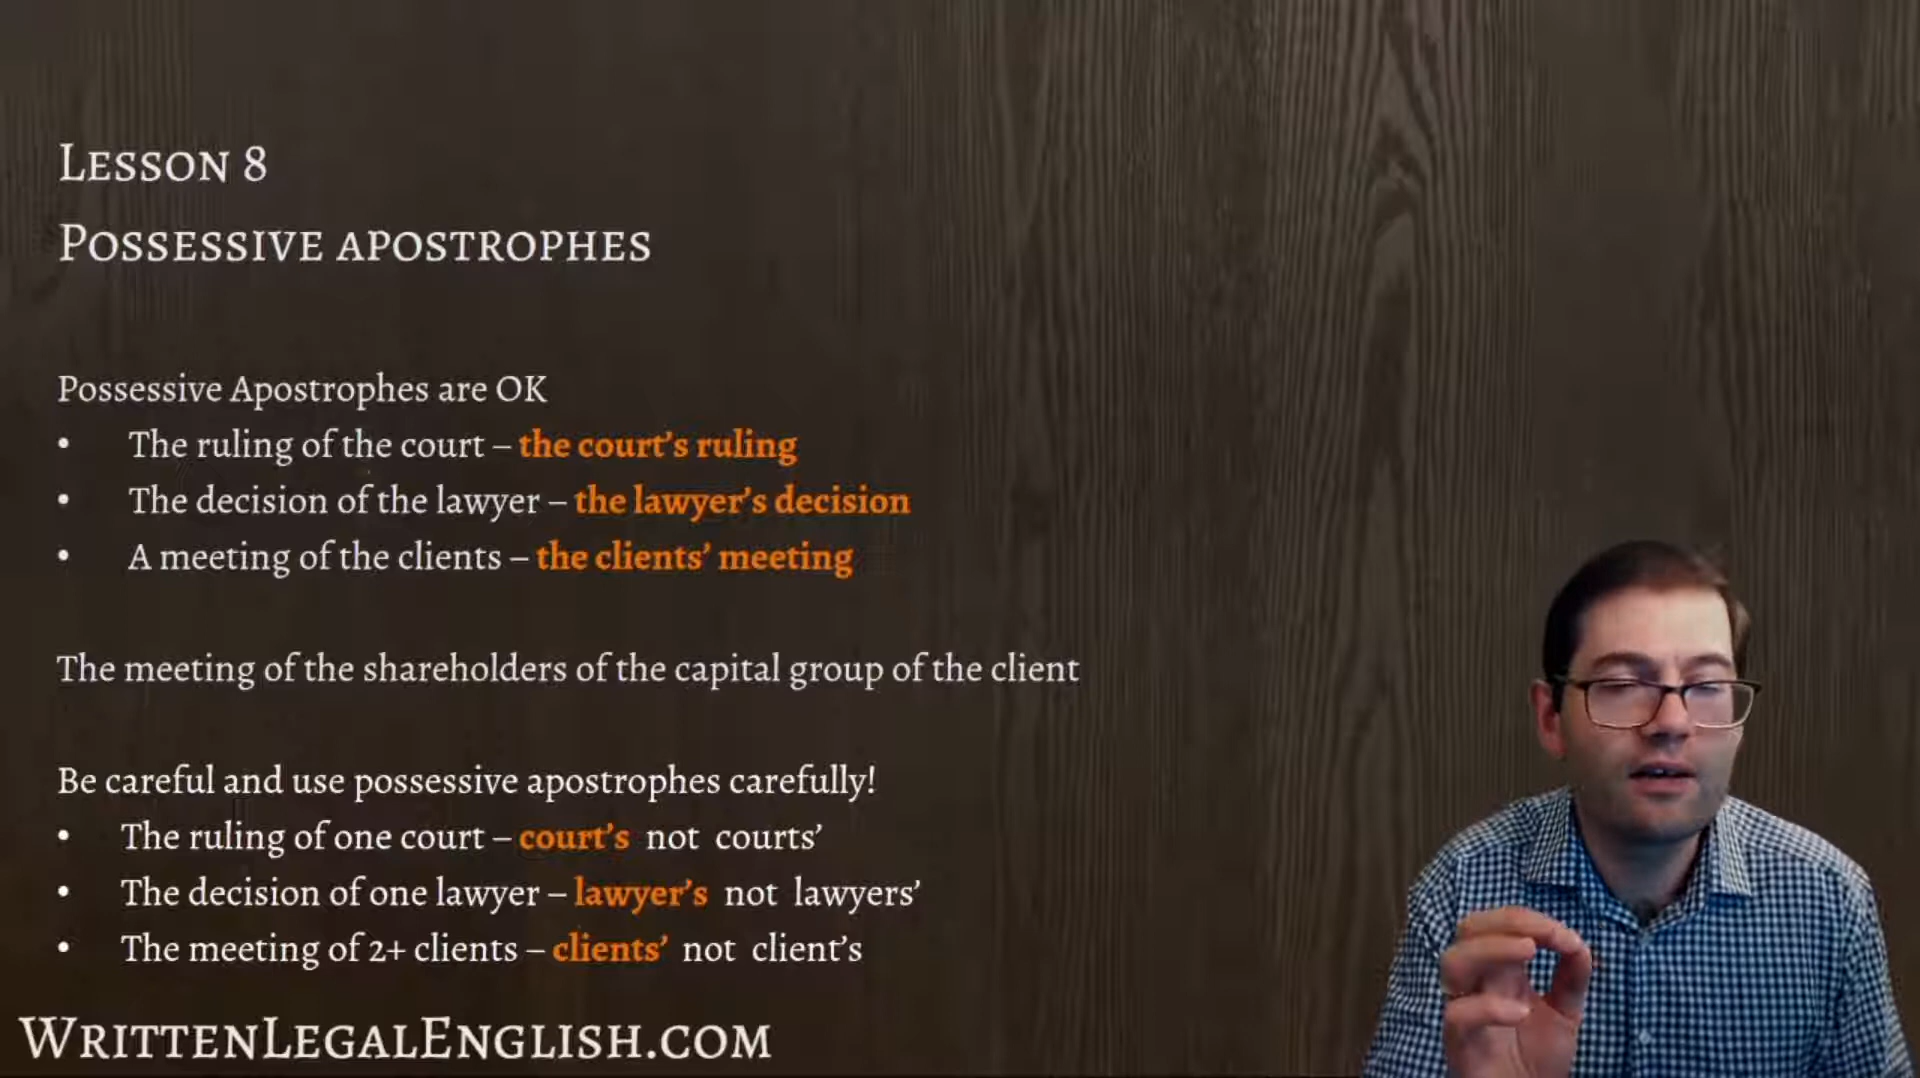 Lesson 8
Possessive apostrophes
Possessive Apostrophes are OK
• The ruling of the court – the court’s ruling
• The decision of the lawyer – the lawyer’s decision
• A meeting of the clients – the clients’ meeting
The meeting of the shareholders of the capital group of the client
Be careful and use possessive apostrophes carefully!
• The ruling of one court – court’s not courts’
• The decision of one lawyer – lawyer’s not lawyers’
• The meeting of 2+ clients – clients’ not client’s
WrittenLegalEnglish.com